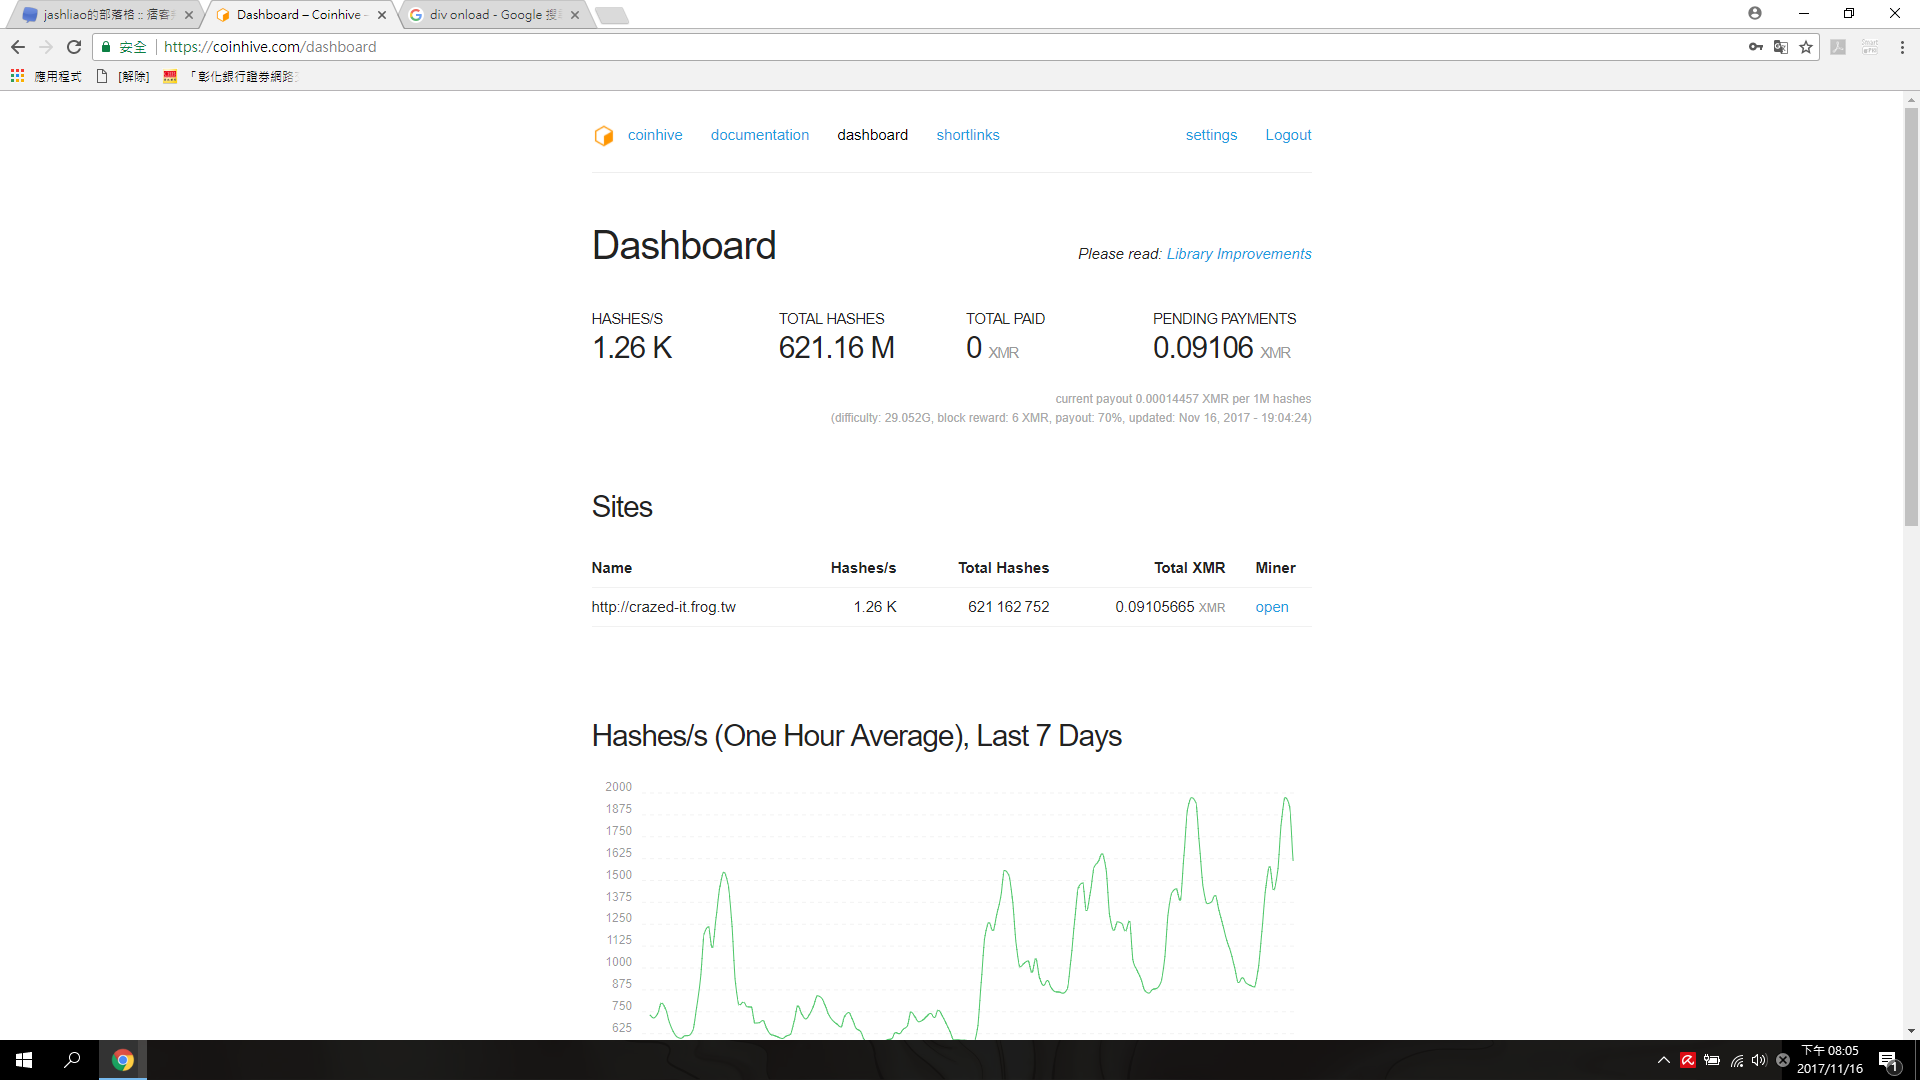 jashliao的部落格 :: 痞客
Dashboard – Coinhive -
div onload - Google 搜
安全 https://coinhive.com/dashboard
應用程式 [解除] 「彰化銀行證券網路
coinhive documentation dashboard shortlinks settings Logout
Dashboard
Please read: Library Improvements
HASHES/S TOTAL HASHES TOTAL PAID PENDING PAYMENTS
1.26 K 621.16 M 0 XMR 0.09106 XMR
current payout 0.00014457 XMR per 1M hashes
(difficulty: 29.052G, block reward: 6 XMR, payout: 70%, updated: Nov 16, 2017 - 19:04:24)
Sites
Name Hashes/s Total Hashes Total XMR Miner
http://crazed-it.frog.tw 1.26 K 621 162 752 0.09105665 XMR open
Hashes/s (One Hour Average), Last 7 Days
2000
1875
1750
1625
1500
1375
1250
1125
1000
875
750
625
下午 08:05
2017/11/16
1